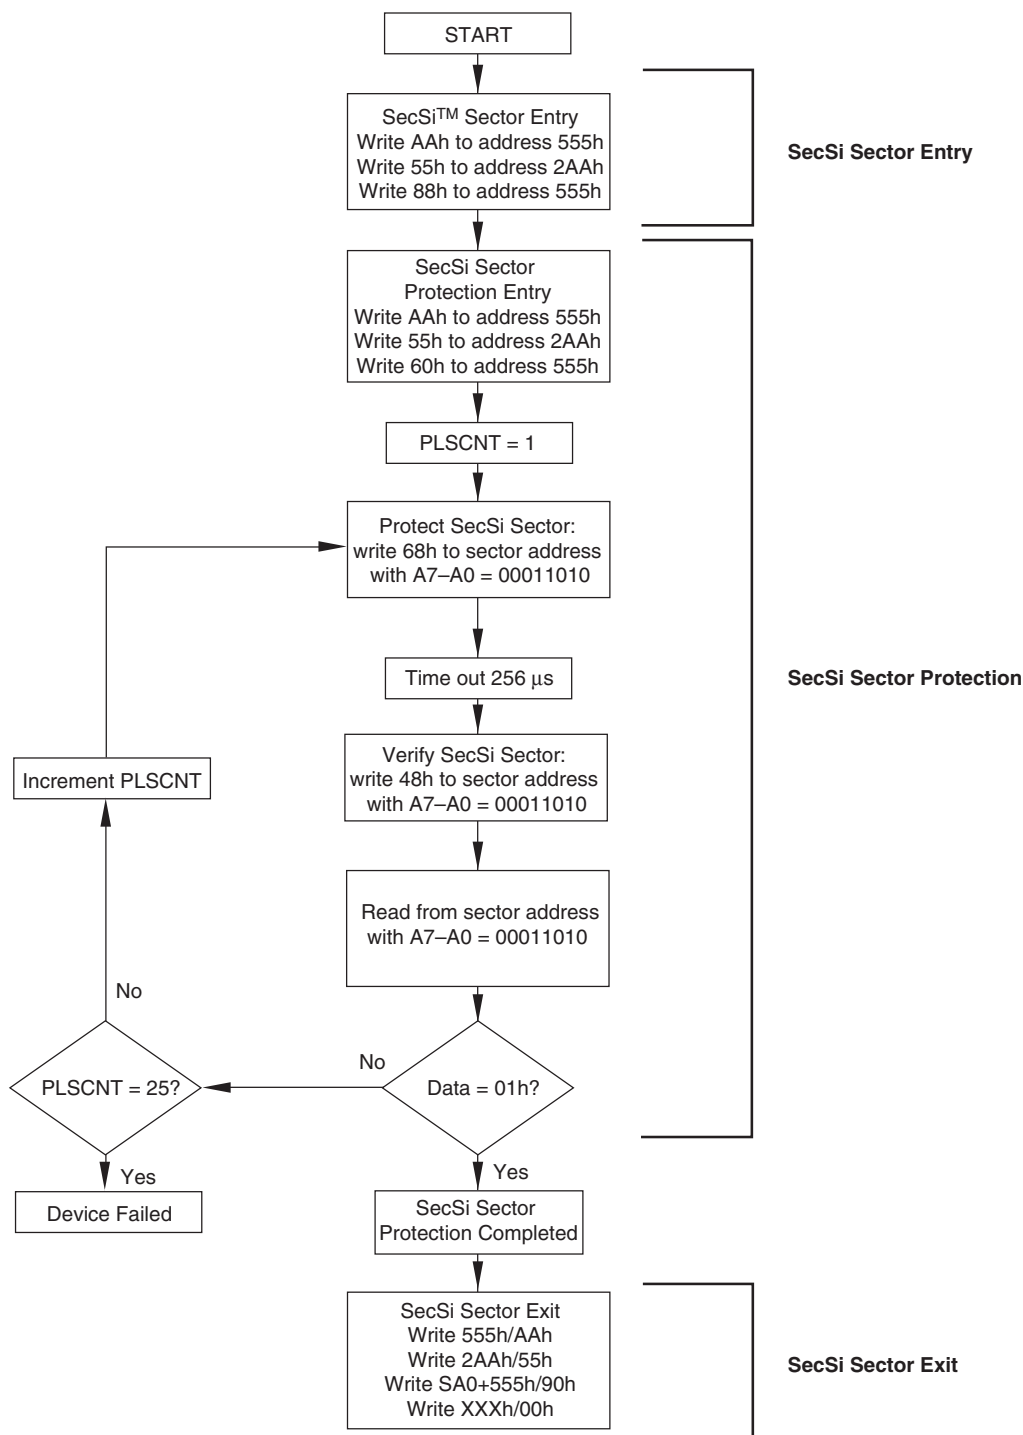 START
SecSi™ Sector Entry
Write AAh to address 555h
Write 55h to address 2AAh
Write 88h to address 555h
SecSi Sector Entry
SecSi Sector
Protection Entry
Write AAh to address 555h
Write 55h to address 2AAh
Write 60h to address 555h
PLSCNT = 1
Protect SecSi Sector:
write 68h to sector address
with A7–A0 = 00011010
Time out 256 μs
SecSi Sector Protection
Verify SecSi Sector:
write 48h to sector address
with A7–A0 = 00011010
Increment PLSCNT
Read from sector address
with A7–A0 = 00011010
No
No
PLSCNT = 25?
Data = 01h?
Yes
Yes
Device Failed
SecSi Sector
Protection Completed
SecSi Sector Exit
Write 555h/AAh
Write 2AAh/55h
Write SA0+555h/90h
Write XXXh/00h
SecSi Sector Exit